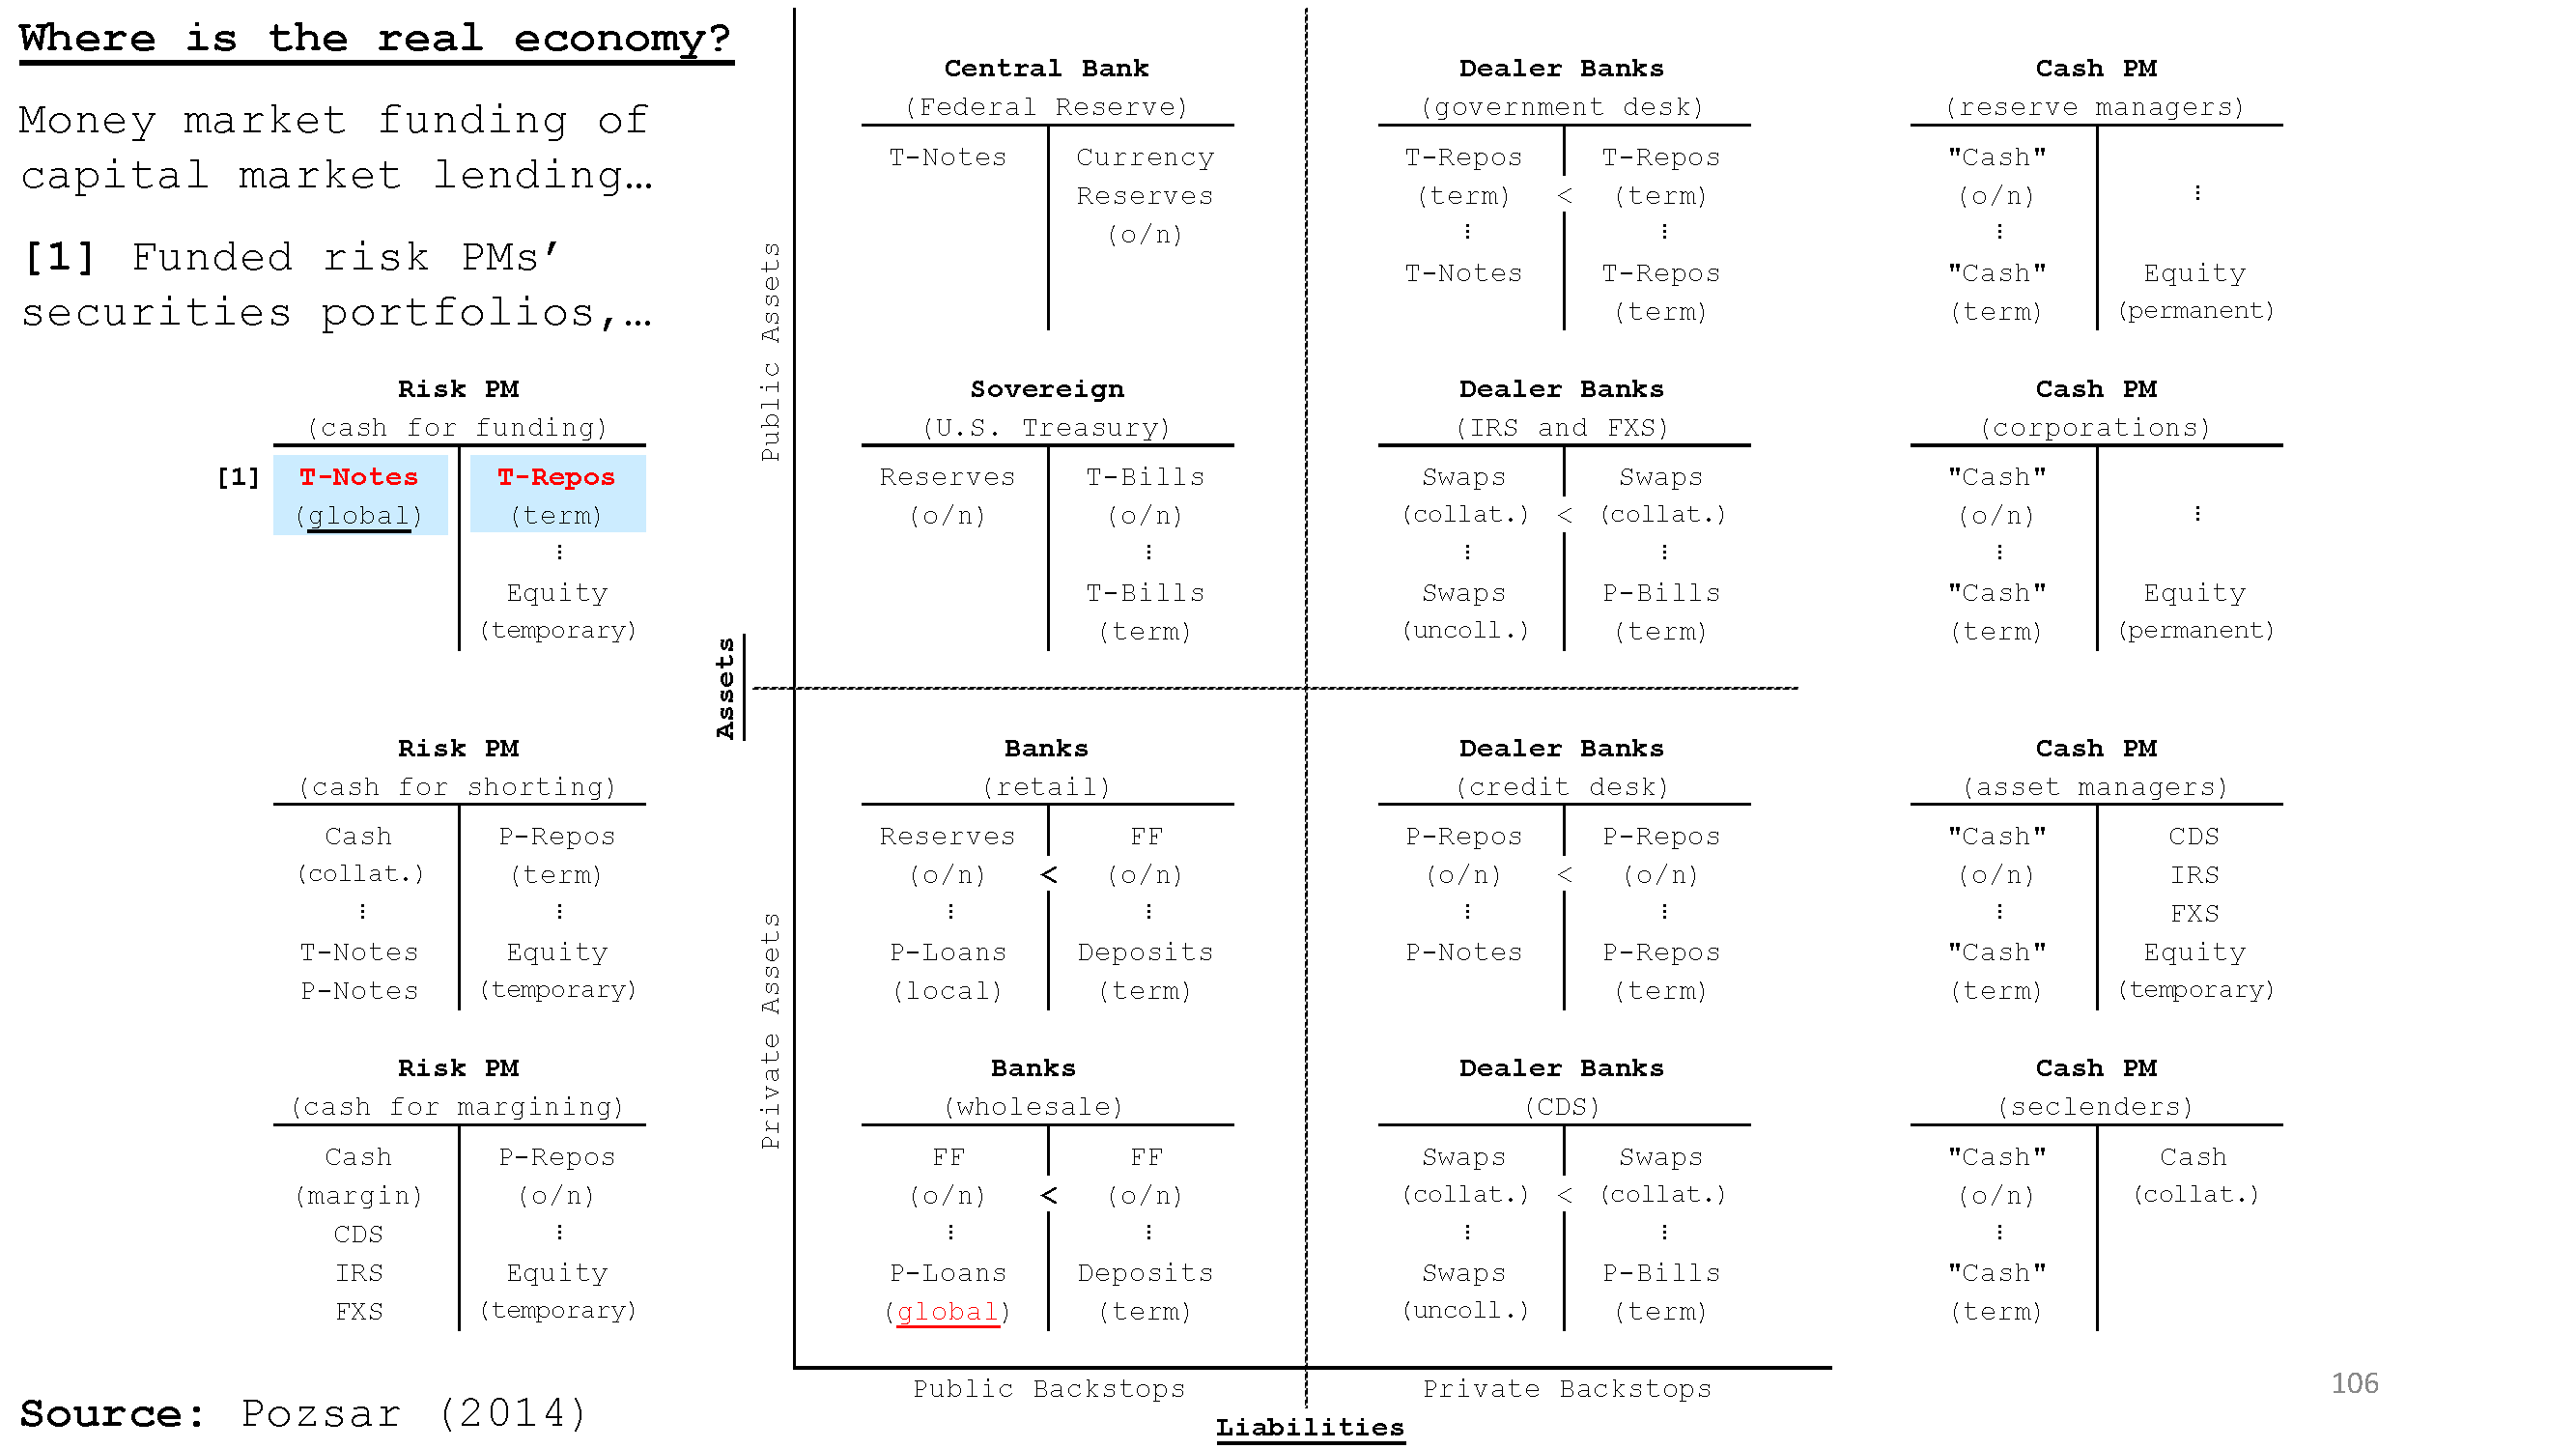 Where is the real economy?
Money market funding of
capital market lending…
[1] Funded risk PMs’
securities portfolios,…
Risk PM
(cash for funding)
[1] T-Notes T-Repos
(global) (term)
⋮
Equity
(temporary)
Risk PM
(cash for shorting)
Cash P-Repos
(collat.) (term)
⋮ ⋮
T-Notes Equity
P-Notes (temporary)
Risk PM
(cash for margining)
Cash P-Repos
(margin) (o/n)
CDS ⋮
IRS Equity
FXS (temporary)
Source: Pozsar (2014)
Assets
Public Assets
Private Assets
Central Bank
(Federal Reserve)
T-Notes Currency
Reserves
(o/n)
Sovereign
(U.S. Treasury)
Reserves T-Bills
(o/n) (o/n)
⋮
T-Bills
(term)
Banks
(retail)
Reserves FF
(o/n) < (o/n)
⋮ ⋮
P-Loans Deposits
(local) (term)
Banks
(wholesale)
FF FF
(o/n) < (o/n)
⋮ ⋮
P-Loans Deposits
(global) (term)
Dealer Banks
(government desk)
T-Repos T-Repos
(term) < (term)
⋮ ⋮
T-Notes T-Repos
(term)
Dealer Banks
(IRS and FXS)
Swaps Swaps
(collat.) < (collat.)
⋮ ⋮
Swaps P-Bills
(uncoll.) (term)
Dealer Banks
(credit desk)
P-Repos P-Repos
(o/n) < (o/n)
⋮ ⋮
P-Notes P-Repos
(term)
Dealer Banks
(CDS)
Swaps Swaps
(collat.) < (collat.)
⋮ ⋮
Swaps P-Bills
(uncoll.) (term)
Cash PM
(reserve managers)
"Cash"
(o/n) ⋮
⋮
"Cash" Equity
(term) (permanent)
Cash PM
(corporations)
"Cash"
(o/n) ⋮
⋮
"Cash" Equity
(term) (permanent)
Cash PM
(asset managers)
"Cash" CDS
(o/n) IRS
⋮ FXS
"Cash" Equity
(term) (temporary)
Cash PM
(seclenders)
"Cash" Cash
(o/n) (collat.)
⋮
"Cash"
(term)
Public Backstops Private Backstops
Liabilities
106